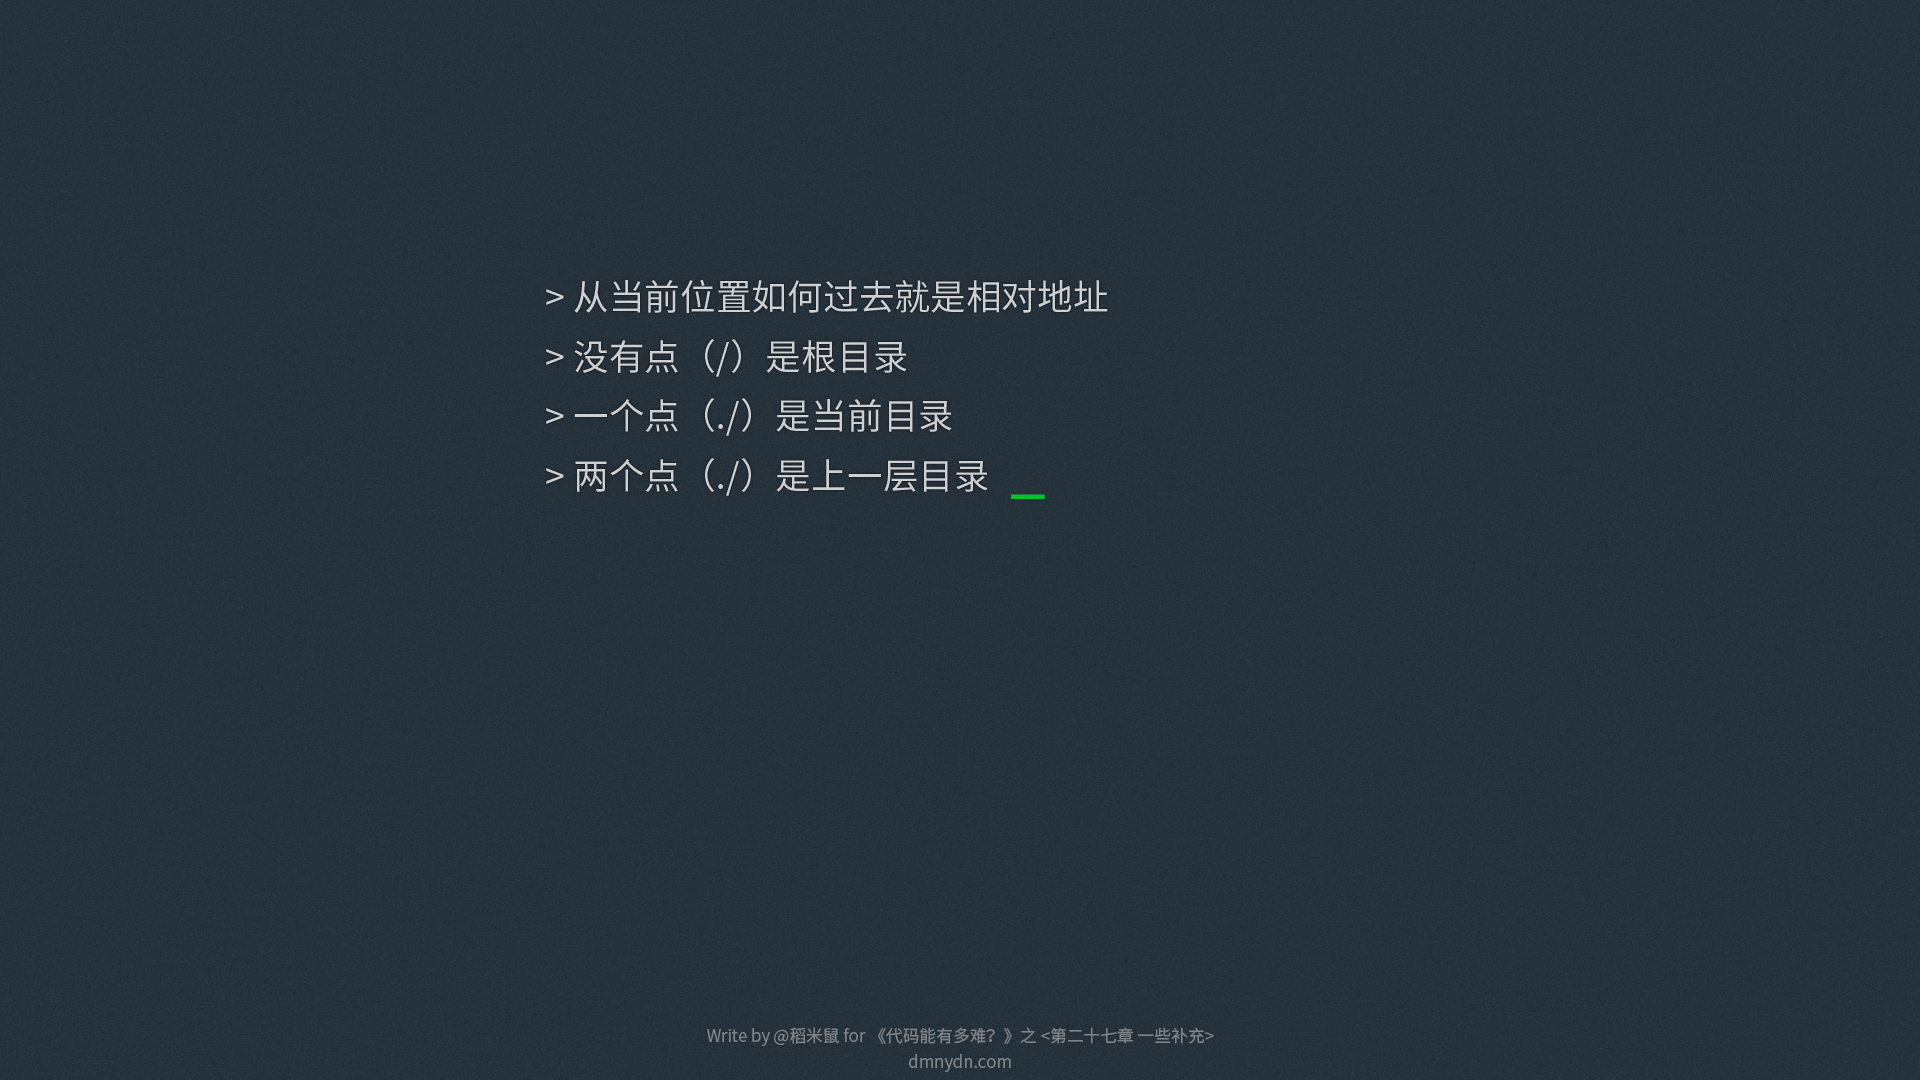 > 从当前位置如何过去就是相对地址
> 没有点（/）是根目录
> 一个点（./）是当前目录
> 两个点（./）是上一层目录 _
Write by @稻米鼠 for 《代码能有多难？》之 <第二十七章 一些补充>
dmnydn.com